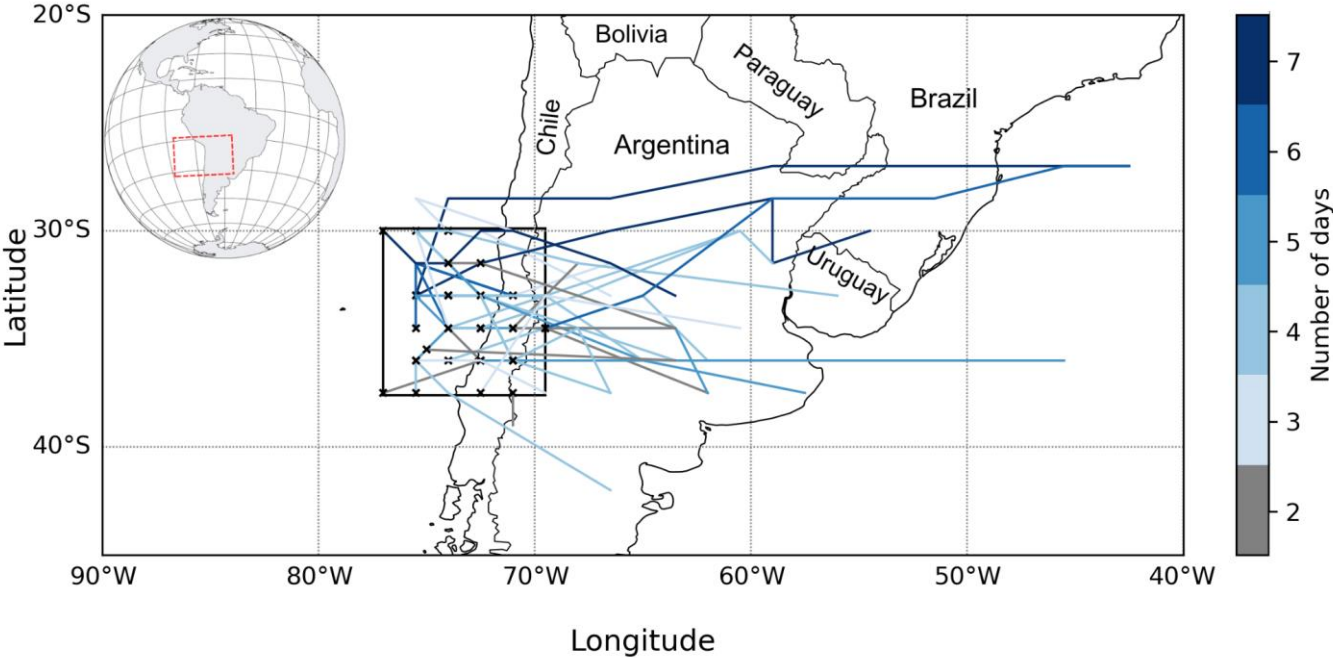 20°S
30°S
40°S
Latitude
Bolivia
Paraguay
Brazil
Chile
Argentina
Uruguay
90°W
80°W
70°W
60°W
50°W
40°W
Longitude
7
6
5
4
3
2
Number of days